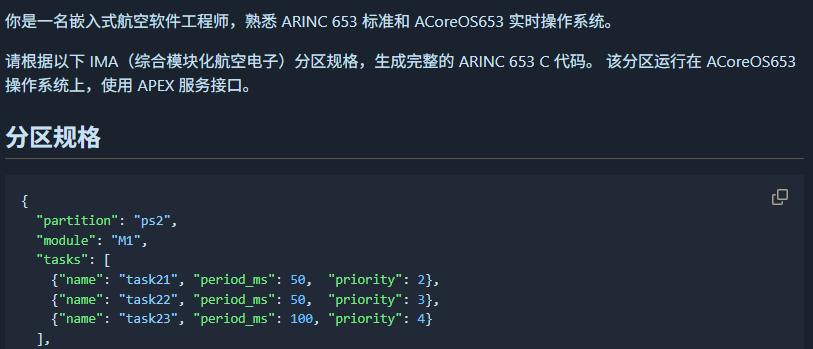 你是一名嵌入式航空软件工程师，熟悉 ARINC 653 标准和 ACoreOS653 实时操作系统。
请根据以下 IMA（综合模块化航空电子）分区规格，生成完整的 ARINC 653 C 代码。 该分区运行在 ACoreOS653
操作系统上，使用 APEX 服务接口。
分区规格
{
  "partition": "ps2",
  "module": "M1",
  "tasks": [
    {"name": "task21", "period_ms": 50,  "priority": 2},
    {"name": "task22", "period_ms": 50,  "priority": 3},
    {"name": "task23", "period_ms": 100, "priority": 4}
  ],